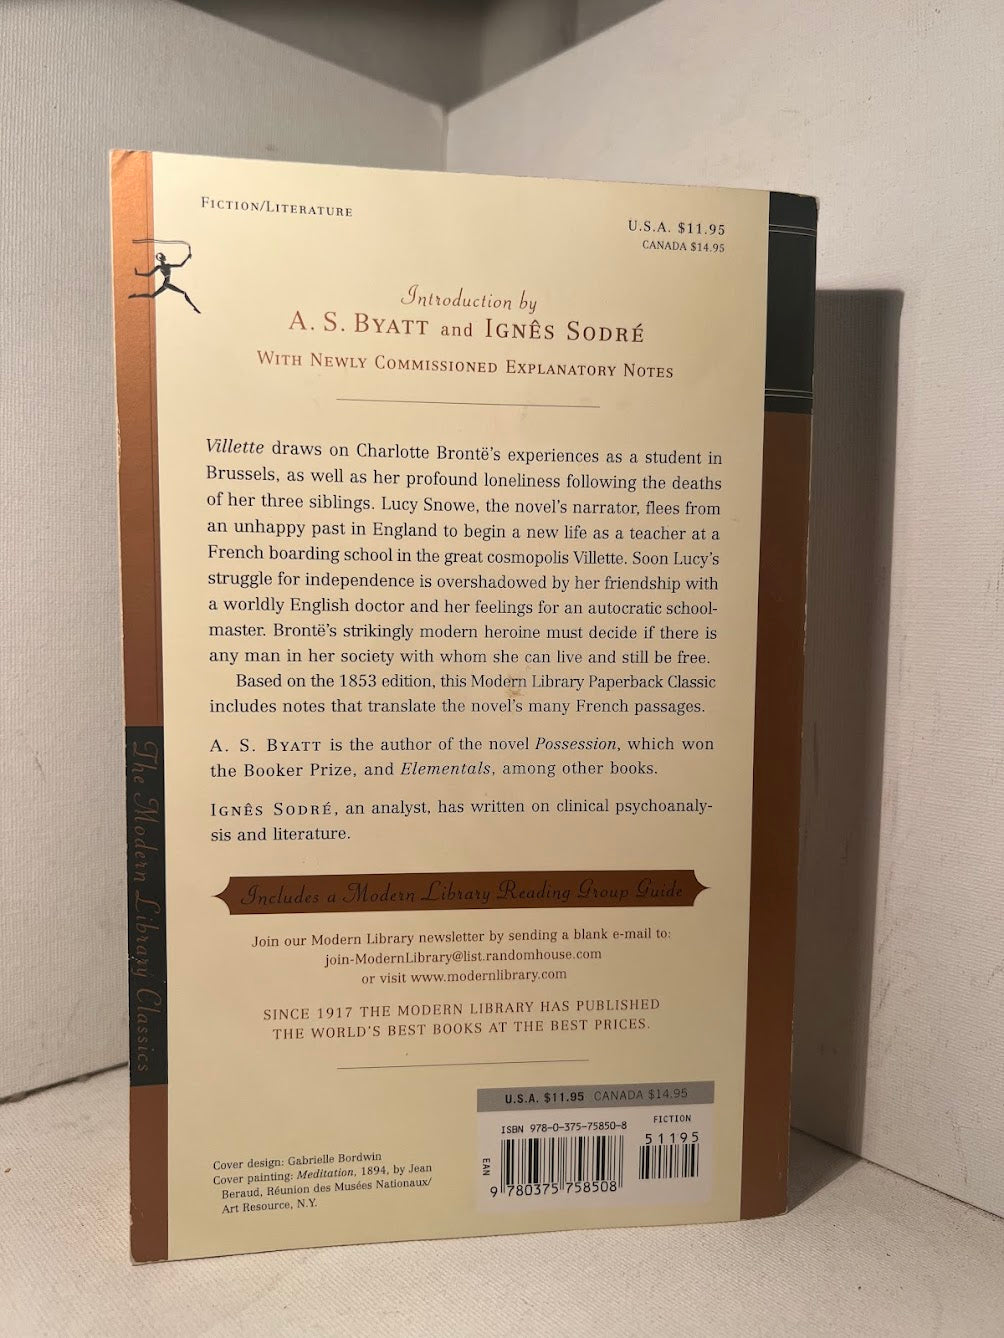 FICTION/LITERATURE
U.S.A. $11.95
CANADA $14.95
Introduction by
A. S. BYATT and IGNÊS SODRÉ
WITH NEWLY COMMISSIONED EXPLANATORY NOTES
Villette draws on Charlotte Brontë's experiences as a student in
Brussels, as well as her profound loneliness following the deaths
of her three siblings. Lucy Snowe, the novel's narrator, flees from
an unhappy past in England to begin a new life as a teacher at a
French boarding school in the great cosmopolis Villette. Soon Lucy's
struggle for independence is overshadowed by her friendship with
a worldly English doctor and her feelings for an autocratic school-
master. Brontë's strikingly modern heroine must decide if there is
any man in her society with whom she can live and still be free.
Based on the 1853 edition, this Modern Library Paperback Classic
includes notes that translate the novel's many French passages.
A. S. BYATT is the author of the novel Possession, which won
the Booker Prize, and Elementals, among other books.
IGNÊS SODRÉ, an analyst, has written on clinical psychoanaly-
sis and literature.
Includes a Modern Library Reading Group Guide
Join our Modern Library newsletter by sending a blank e-mail to:
join-ModernLibrary@list.randomhouse.com
or visit www.modernlibrary.com
SINCE 1917 THE MODERN LIBRARY HAS PUBLISHED
THE WORLD'S BEST BOOKS AT THE BEST PRICES.
The Modern Library Classics
Cover design: Gabrielle Bordwin
Cover painting: Meditation, 1894, by Jean
Beraud, Réunion des Musées Nationaux/
Art Resource, N.Y.
U.S.A. $11.95 CANADA $14.95
FICTION
ISBN 978-0-375-75850-8
51195
EAN
9 780375 758508